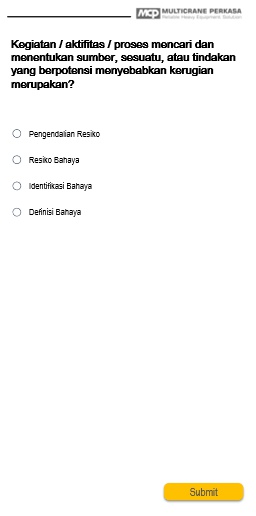 MCP MULTICRANE PERKASA
Reliable Heavy Equipment Solution
Kegiatan / aktifitas / proses mencari dan
menentukan sumber, sesuatu, atau tindakan
yang berpotensi menyebabkan kerugian
merupakan?
Pengendalian Resiko
Resiko Bahaya
Identifikasi Bahaya
Definisi Bahaya
Submit